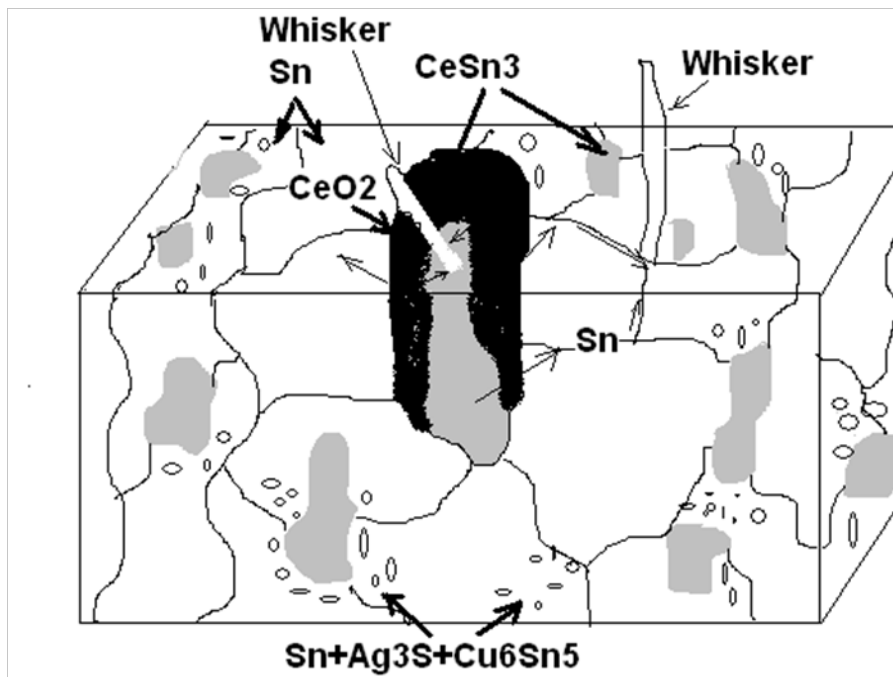 Whisker
Sn
CeSn3
Whisker
CeO2
Sn
Sn+Ag3S+Cu6Sn5